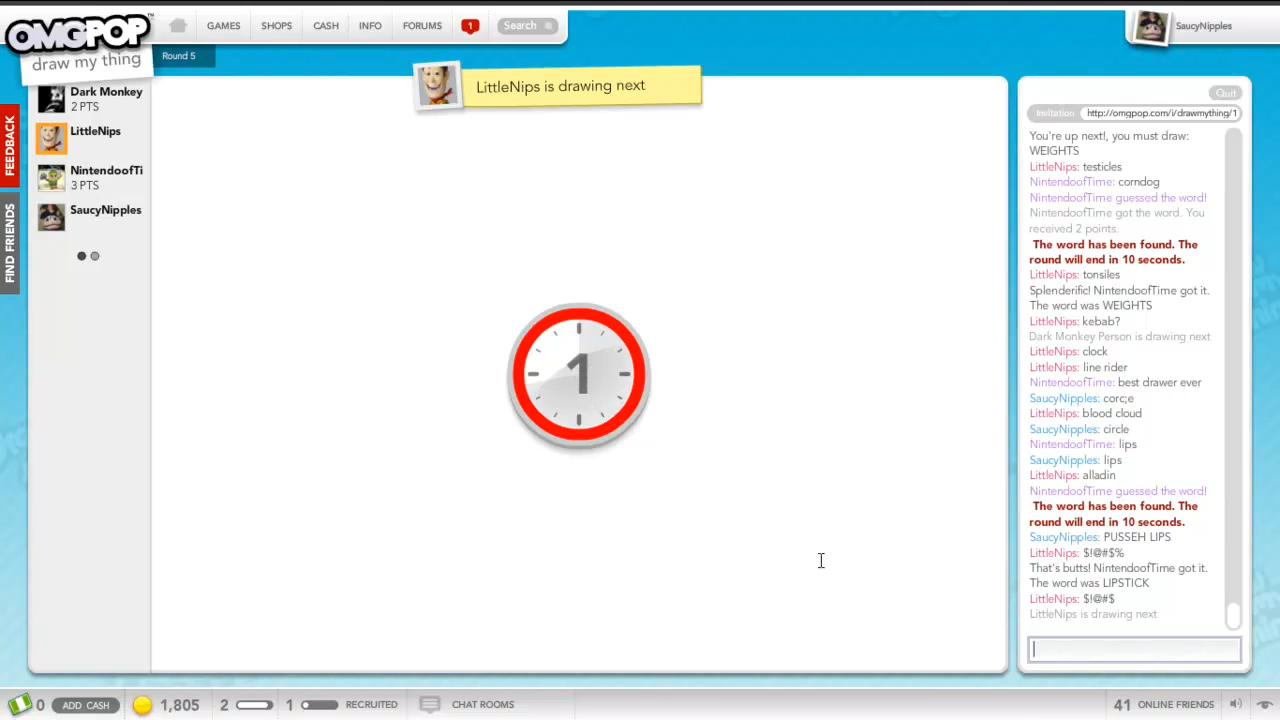 OMGPOP™
draw my thing
GAMES
SHOPS
CASH
INFO
FORUMS
1
Search
SaucyNipples
Round 5
LittleNips is drawing next
FEEDBACK
FIND FRIENDS
Dark Monkey
2 PTS
LittleNips
NintendoofTi
3 PTS
SaucyNipples
1
Quit
Invitation http://omgpop.com/i/drawmything/1
You're up next!, you must draw:
WEIGHTS
LittleNips: testicles
NintendoofTime: corndog
NintendoofTime guessed the word!
NintendoofTime got the word. You
received 2 points.
The word has been found. The
round will end in 10 seconds.
LittleNips: tonsiles
Splenderific! NintendoofTime got it.
The word was WEIGHTS
LittleNips: kebab?
Dark Monkey Person is drawing next
LittleNips: clock
LittleNips: line rider
NintendoofTime: best drawer ever
SaucyNipples: corc;e
LittleNips: blood cloud
SaucyNipples: circle
NintendoofTime: lips
SaucyNipples: lips
LittleNips: alladin
NintendoofTime guessed the word!
The word has been found. The
round will end in 10 seconds.
SaucyNipples: PUSSEH LIPS
LittleNips: $!@#$%
That's butts! NintendoofTime got it.
The word was LIPSTICK
LittleNips: $!@#$
LittleNips is drawing next
0
ADD CASH
1,805
2
1
RECRUITED
CHAT ROOMS
41 ONLINE FRIENDS